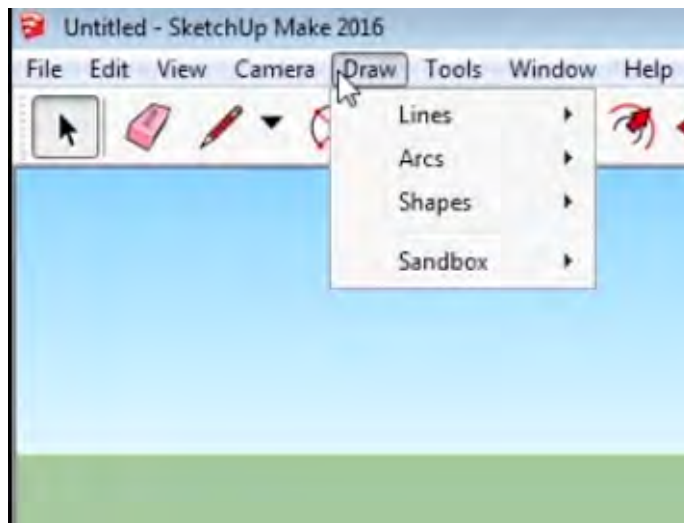 Untitled - SketchUp Make 2016
File Edit View Camera Draw Tools Window Help
Lines
Arcs
Shapes
Sandbox